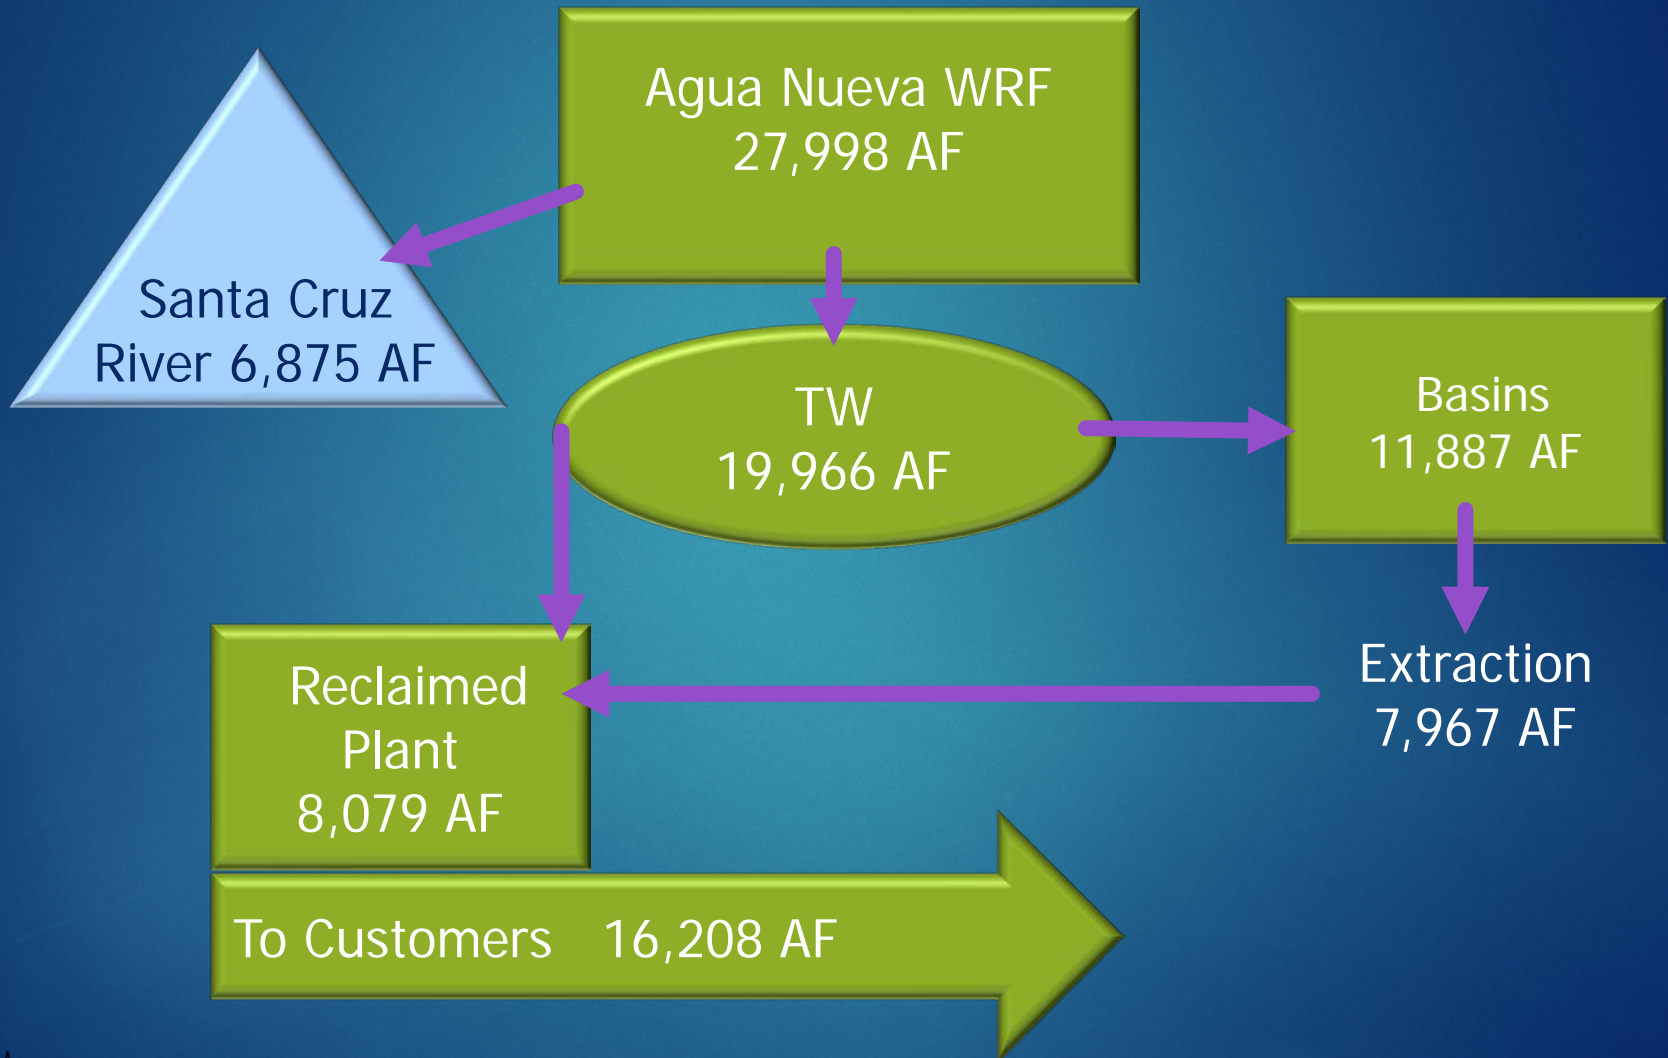 Agua Nueva WRF
27,998 AF
Santa Cruz
River 6,875 AF
TW
19,966 AF
Basins
11,887 AF
Extraction
7,967 AF
Reclaimed
Plant
8,079 AF
To Customers 16,208 AF